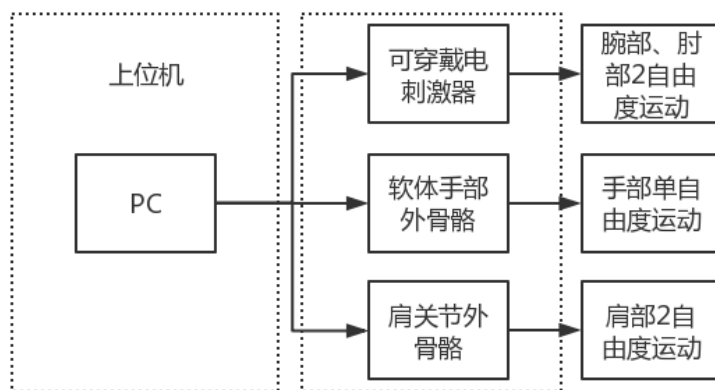 上位机
PC
可穿戴电
刺激器
腕部、肘
部2自由
度运动
软体手部
外骨骼
手部单自
由度运动
肩关节外
骨骼
肩部2自
由度运动